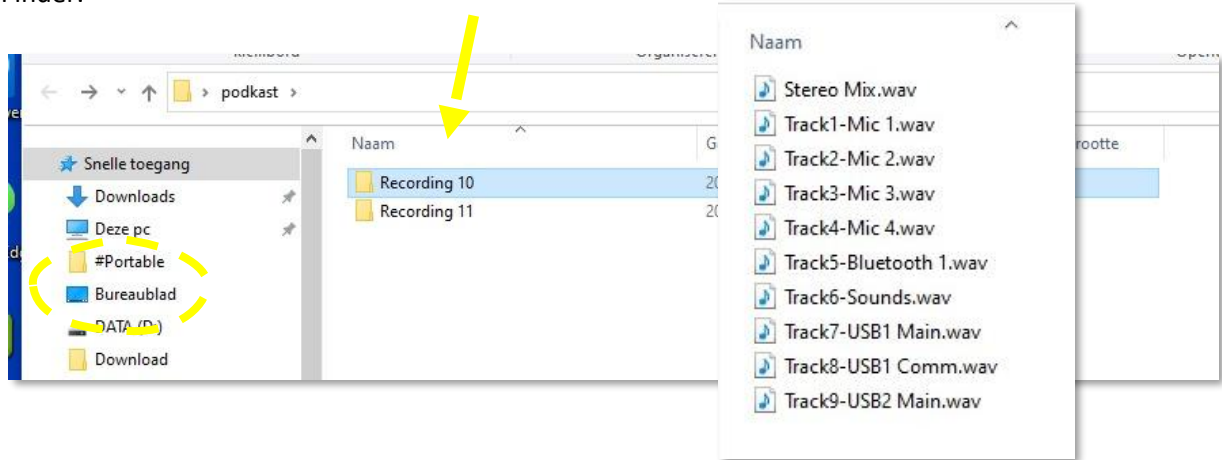 Finder.
podkast
Naam
Snelle toegang
Downloads
Deze pc
#Portable
Bureaublad
DATA (D:)
Download
Recording 10
Recording 11
Naam
Stereo Mix.wav
Track1-Mic 1.wav
Track2-Mic 2.wav
Track3-Mic 3.wav
Track4-Mic 4.wav
Track5-Bluetooth 1.wav
Track6-Sounds.wav
Track7-USB1 Main.wav
Track8-USB1 Comm.wav
Track9-USB2 Main.wav